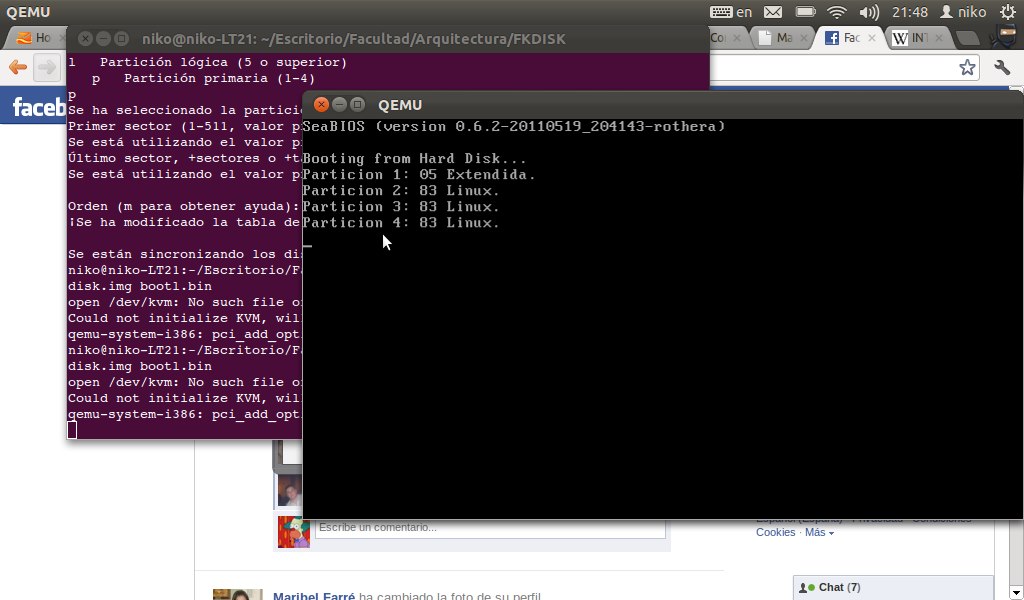 QEMU
en
21:48
niko
Ho
Co
Ma
Fac
W INT
niko@niko-LT21: ~/Escritorio/Facultad/Arquitectura/FKDISK
faceb
l Partición lógica (5 o superior)
p Partición primaria (1-4)
p
Se ha seleccionado la partici
Primer sector (1-511, valor p
Se está utilizando el valor p
Último sector, +sectores o +t
Se está utilizando el valor p
Orden (m para obtener ayuda):
¡Se ha modificado la tabla de
Se están sincronizando los di
niko@niko-LT21:~/Escritorio/F
disk.img bootl.bin
open /dev/kvm: No such file o
Could not initialize KVM, wil
qemu-system-i386: pci_add_opt
niko@niko-LT21:~/Escritorio/F
disk.img bootl.bin
open /dev/kvm: No such file o
Could not initialize KVM, wil
qemu-system-i386: pci_add_opt
QEMU
SeaBIOS (version 0.6.2-20110519_204143-rothera)
Booting from Hard Disk...
Particion 1: 05 Extendida.
Particion 2: 83 Linux.
Particion 3: 83 Linux.
Particion 4: 83 Linux.
Escribe un comentario...
Español (España) · Privacidad · Condiciones
Cookies · Más
Chat (7)
Maribel Farré ha cambiado la foto de su perfil.